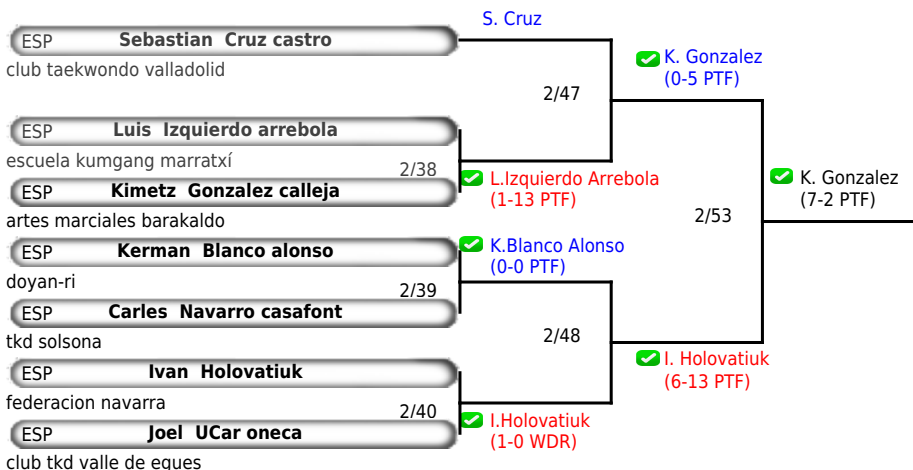 S. Cruz
ESP Sebastian Cruz castro
club taekwondo valladolid
K. Gonzalez
(0-5 PTF)
2/47
ESP Luis Izquierdo arrebola
escuela kumgang marratxí
2/38
ESP Kimetz Gonzalez calleja
artes marciales barakaldo
L.Izquierdo Arrebola
(1-13 PTF)
K. Gonzalez
(7-2 PTF)
2/53
ESP Kerman Blanco alonso
doyan-ri
K.Blanco Alonso
(0-0 PTF)
2/39
ESP Carles Navarro casafont
tkd solsona
2/48
ESP Ivan Holovatiuk
federacion navarra
I. Holovatiuk
(6-13 PTF)
2/40
ESP Joel UCar oneca
club tkd valle de egues
I.Holovatiuk
(1-0 WDR)